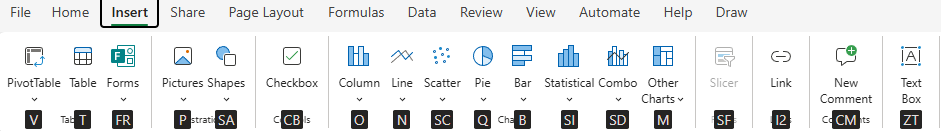 File Home Insert Share Page Layout Formulas Data Review View Automate Help Draw
PivotTable Table Forms Pictures Shapes Checkbox Column Line Scatter Pie Bar Statistical Combo Other Charts Slicer Link New Comment Text Box
V T FR P SA CB O N SC Q B SI SD M SF I2 CM ZT